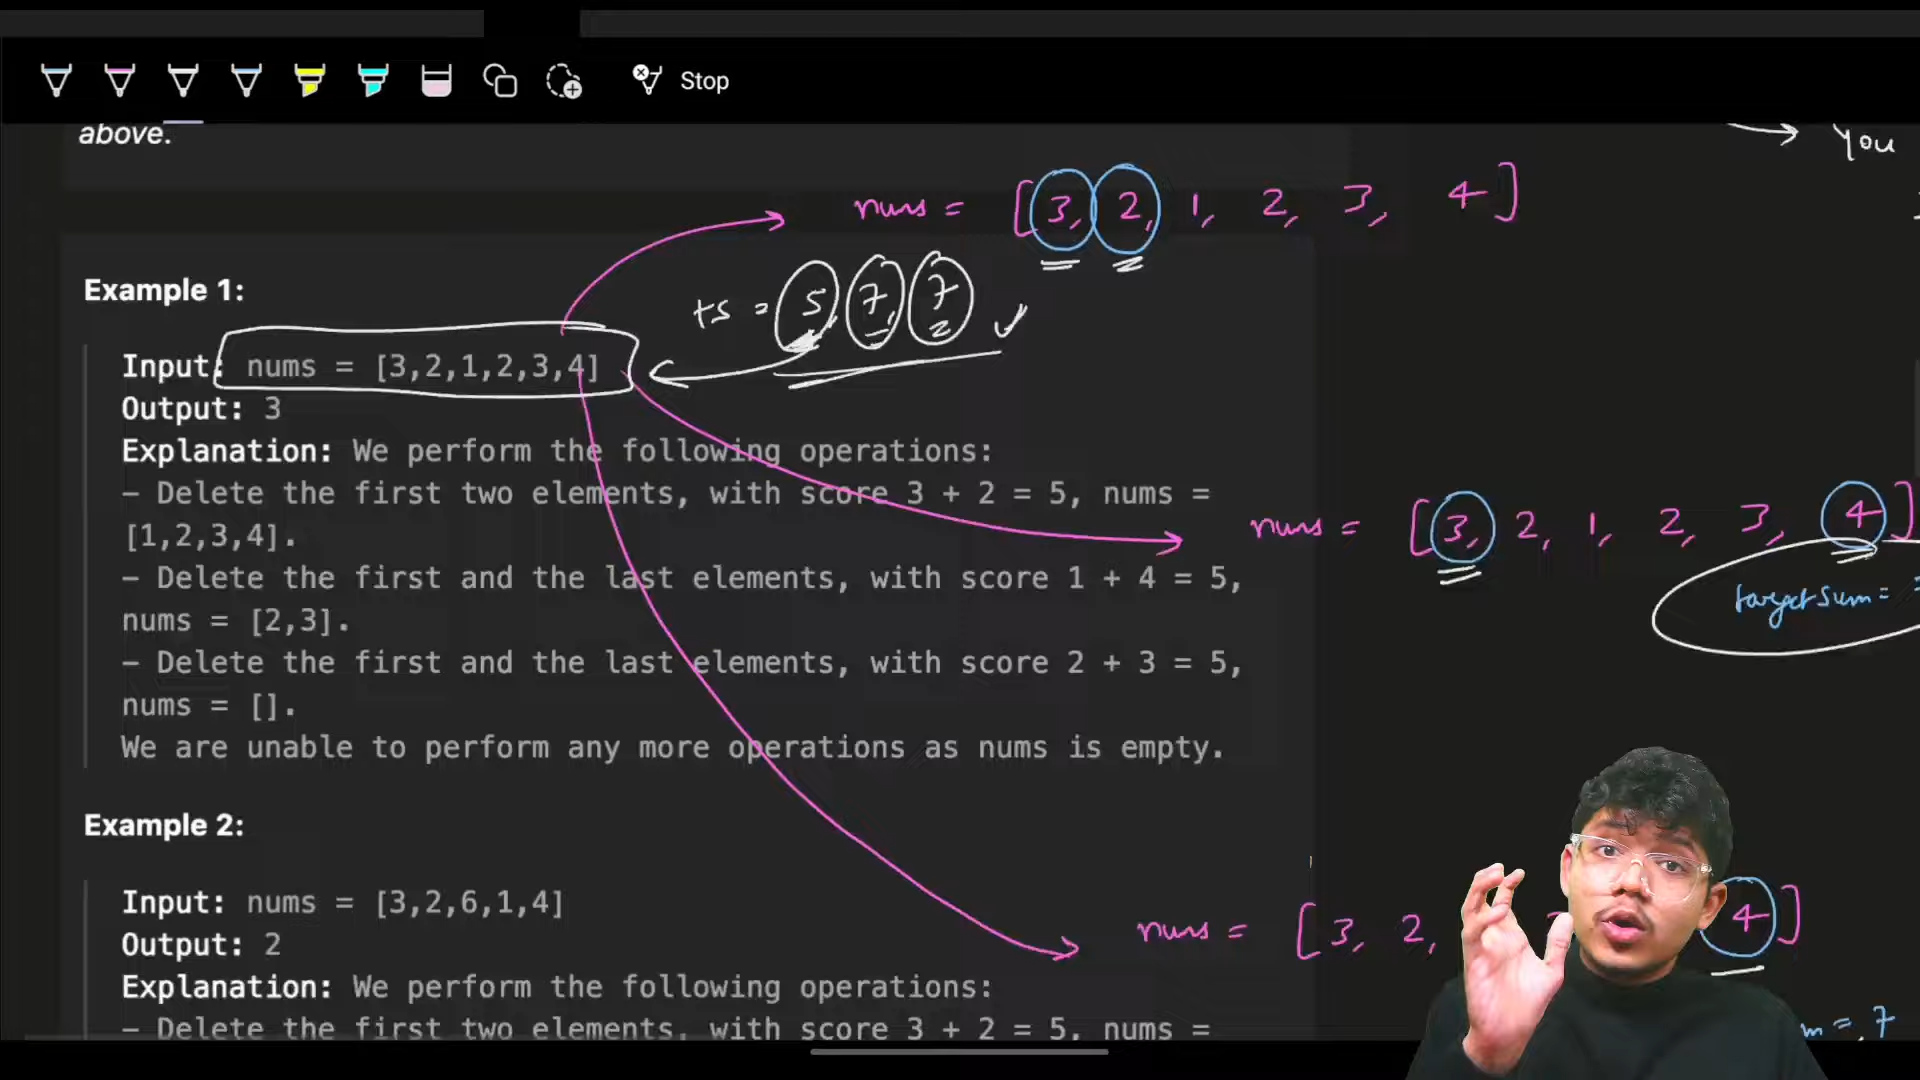 Stop
above.
You
nums = [3, 2, 1, 2, 3, 4]
Example 1:
ts = 5 7, 7
Input: nums = [3,2,1,2,3,4]
Output: 3
Explanation: We perform the following operations:
- Delete the first two elements, with score 3 + 2 = 5, nums =
[1,2,3,4].
nums = [3, 2, 1, 2, 3, 4]
- Delete the first and the last elements, with score 1 + 4 = 5,
nums = [2,3].
targetSum =
- Delete the first and the last elements, with score 2 + 3 = 5,
nums = [].
We are unable to perform any more operations as nums is empty.
Example 2:
Input: nums = [3,2,6,1,4]
nums = [3, 2, 4]
Output: 2
Explanation: We perform the following operations:
- Delete the first two elements, with score 3 + 2 = 5, nums =
m = 7